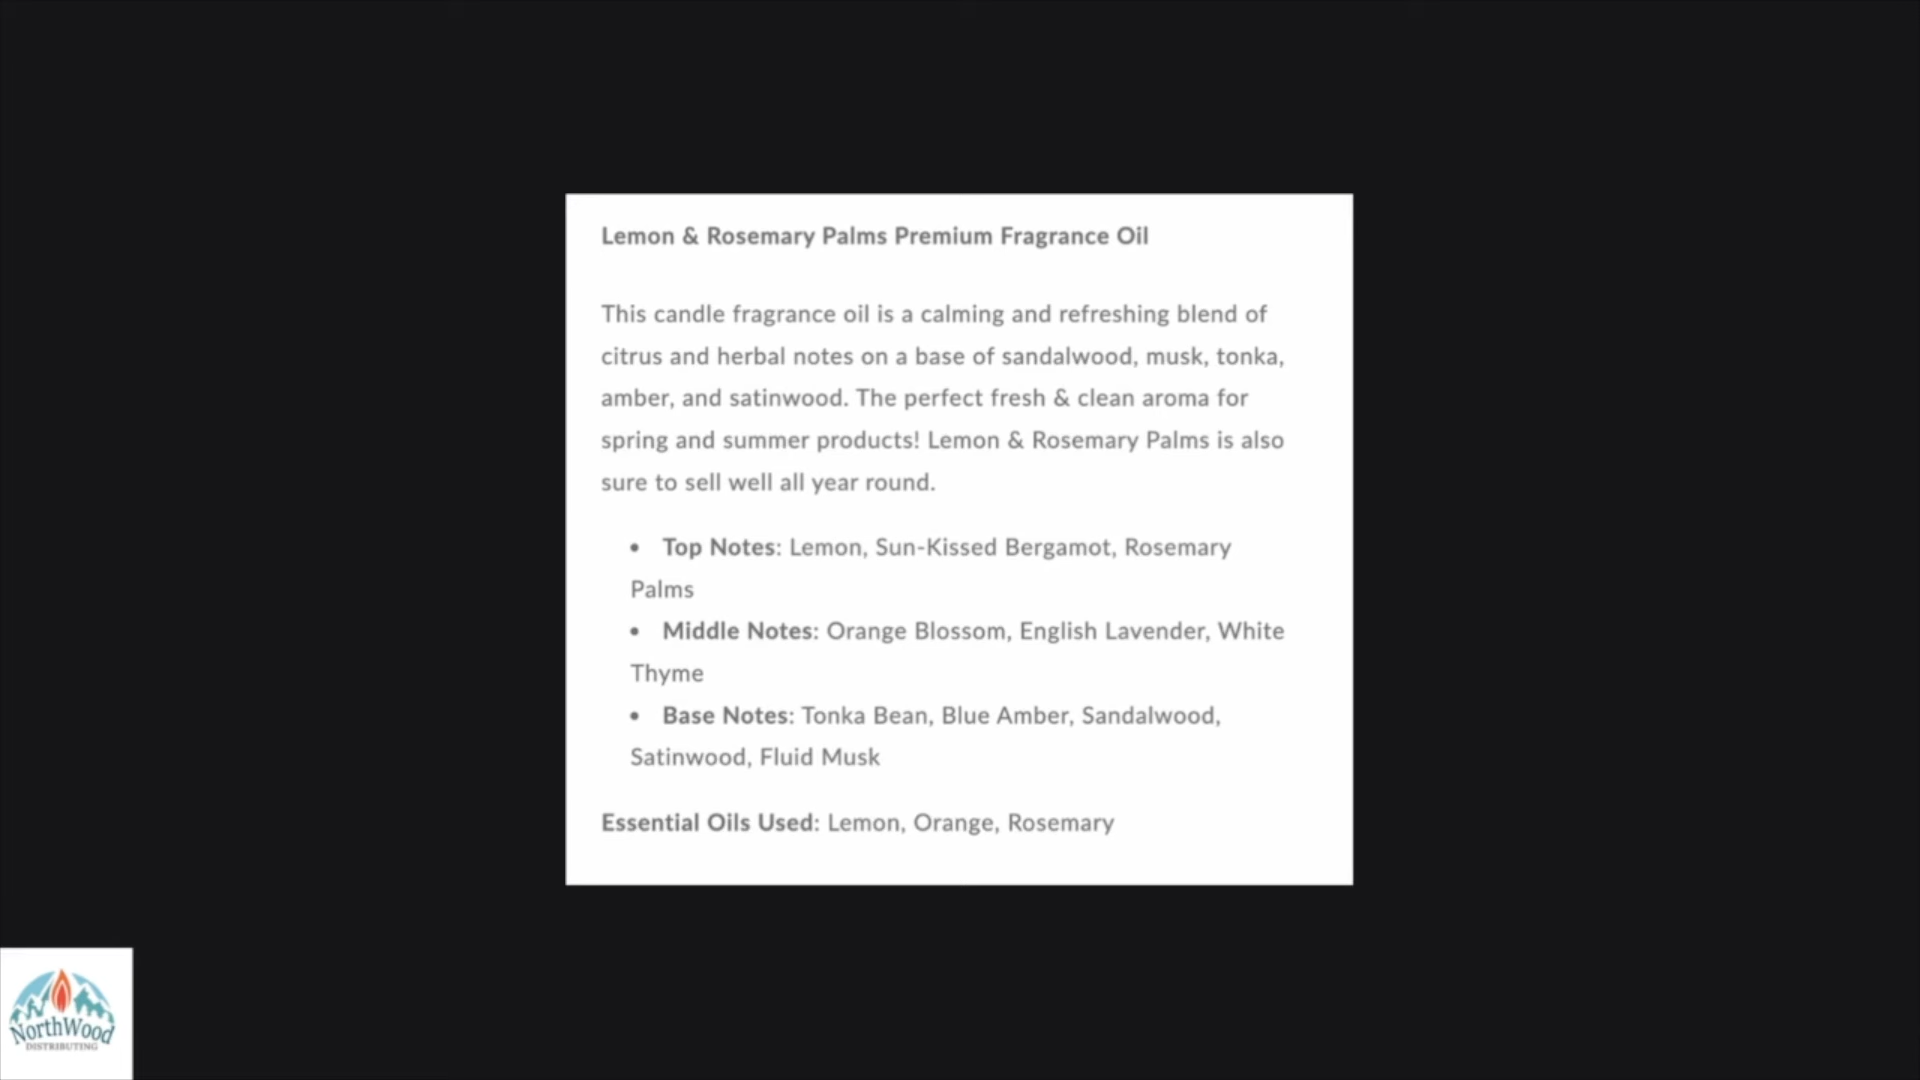 Lemon & Rosemary Palms Premium Fragrance Oil
This candle fragrance oil is a calming and refreshing blend of
citrus and herbal notes on a base of sandalwood, musk, tonka,
amber, and satinwood. The perfect fresh & clean aroma for
spring and summer products! Lemon & Rosemary Palms is also
sure to sell well all year round.
• Top Notes: Lemon, Sun-Kissed Bergamot, Rosemary
Palms
• Middle Notes: Orange Blossom, English Lavender, White
Thyme
• Base Notes: Tonka Bean, Blue Amber, Sandalwood,
Satinwood, Fluid Musk
Essential Oils Used: Lemon, Orange, Rosemary
NorthWood
DISTRIBUTING